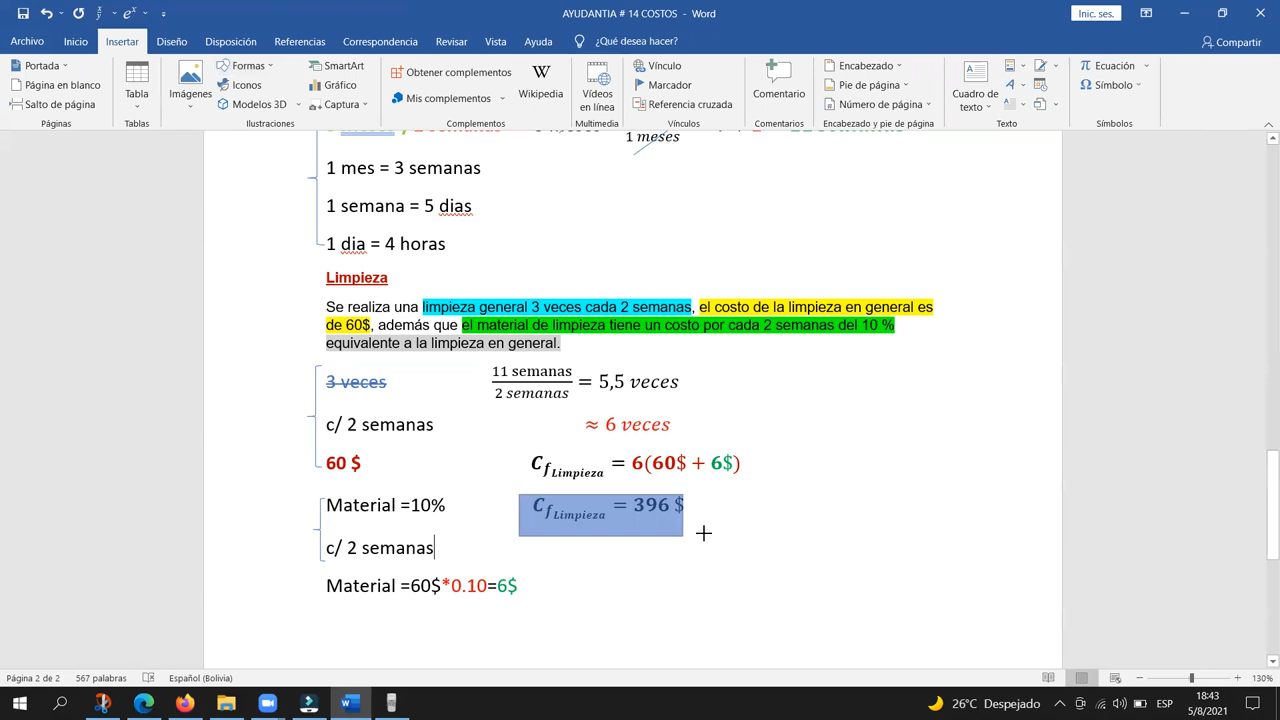 AYUDANTIA # 14 COSTOS - Word
Inic. ses.
Archivo Inicio Insertar Diseño Disposición Referencias Correspondencia Revisar Vista Ayuda ¿Qué desea hacer? Compartir
Portada
Página en blanco
Salto de página
Páginas
Tabla
Tablas
Imágenes
Formas
Iconos
Modelos 3D
SmartArt
Gráfico
Captura
Ilustraciones
Obtener complementos
Mis complementos
Wikipedia
Complementos
Vídeos en línea
Multimedia
Vínculo
Marcador
Referencia cruzada
Vínculos
Comentario
Comentarios
Encabezado
Pie de página
Número de página
Encabezado y pie de página
Cuadro de texto
Texto
Ecuación
Símbolo
Símbolos
1 meses
1 mes = 3 semanas
1 semana = 5 dias
1 dia = 4 horas
Limpieza
Se realiza una limpieza general 3 veces cada 2 semanas, el costo de la limpieza en general es
de 60$, además que el material de limpieza tiene un costo por cada 2 semanas del 10 %
equivalente a la limpieza en general.
3 veces 11 semanas / 2 semanas = 5,5 veces
c/ 2 semanas ≈ 6 veces
60 $ C_f_Limpieza = 6(60$ + 6$)
Material =10% C_f_Limpieza = 396 $
c/ 2 semanas
Material =60$*0.10=6$
Página 2 de 2 567 palabras Español (Bolivia) 130%
26°C Despejado ESP 18:43
5/8/2021